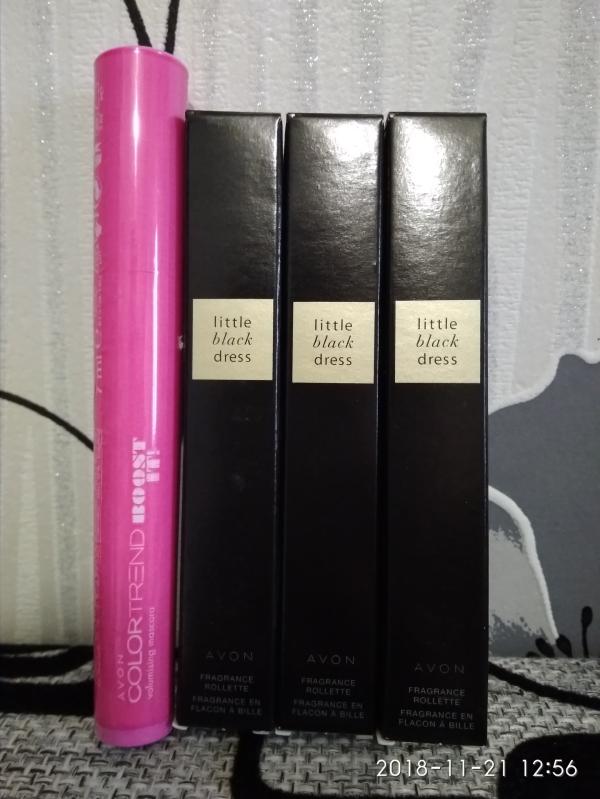 AVON
COLORTREND BOOST IT!
volumising mascara
7 ml
little
black
dress
AVON
FRAGRANCE
ROLLETTE
FRAGRANCE EN
FLACON À BILLE
little
black
dress
AVON
FRAGRANCE
ROLLETTE
FRAGRANCE EN
FLACON À BILLE
little
black
dress
AVON
FRAGRANCE
ROLLETTE
FRAGRANCE EN
FLACON À BILLE
2018-11-21 12:56